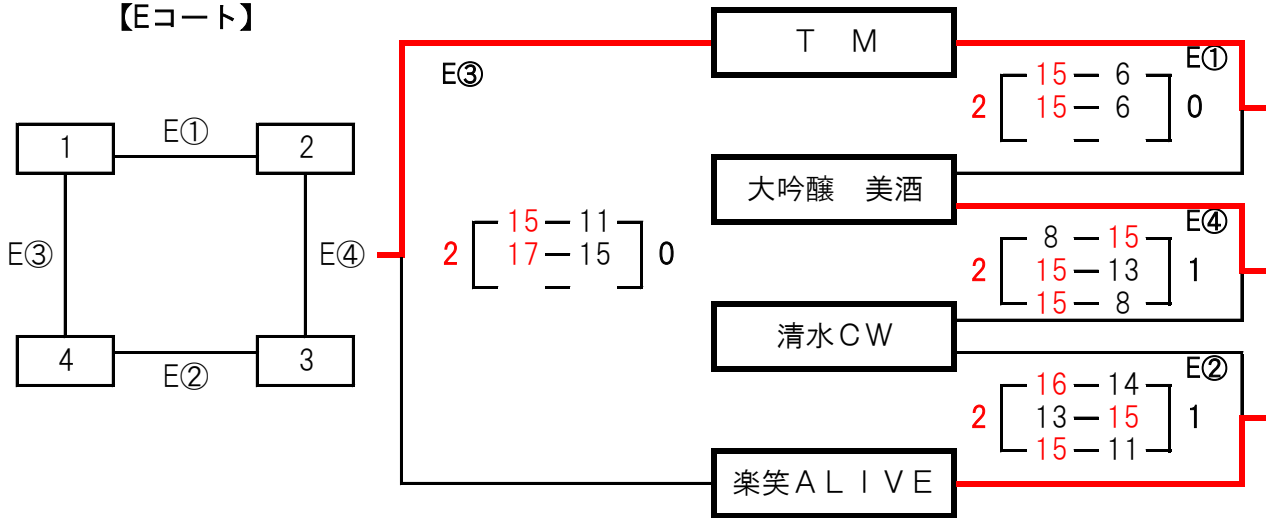 【Eコート】
1 E① 2
E③ E④
4 E② 3
E③
2 15 ― 11 0
17 ― 15
―
Ｔ　Ｍ
E①
2 15 ― 6 0
15 ― 6
―
大吟醸　美酒
E④
2 8 ― 15 1
15 ― 13
15 ― 8
清水ＣＷ
E②
2 16 ― 14 1
13 ― 15
15 ― 11
楽笑ＡＬＩＶＥ